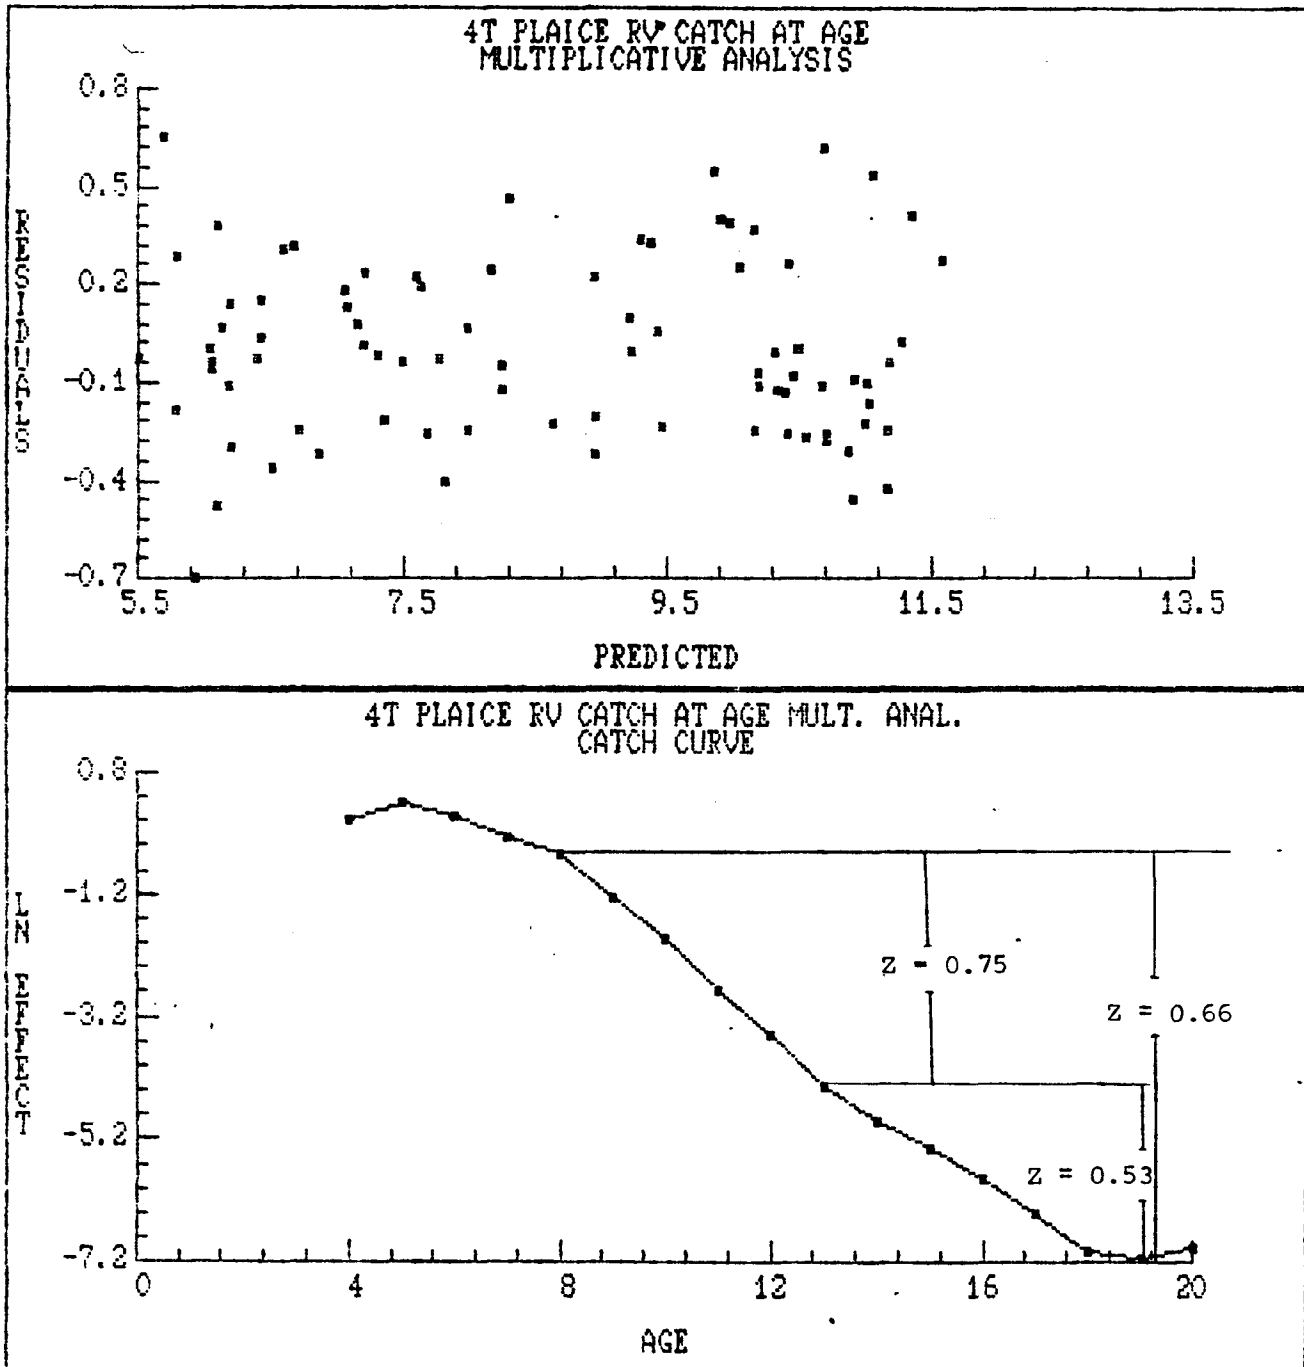 4T PLAICE RV CATCH AT AGE
MULTIPLICATIVE ANALYSIS
0.8
0.5
0.2
-0.1
-0.4
-0.7
RESIDUALS
5.5 7.5 9.5 11.5 13.5
PREDICTED
4T PLAICE RV CATCH AT AGE MULT. ANAL.
CATCH CURVE
0.8
-1.2
-3.2
-5.2
-7.2
LN EFFECT
Z = 0.75
Z = 0.66
Z = 0.53
0 4 8 12 16 20
AGE